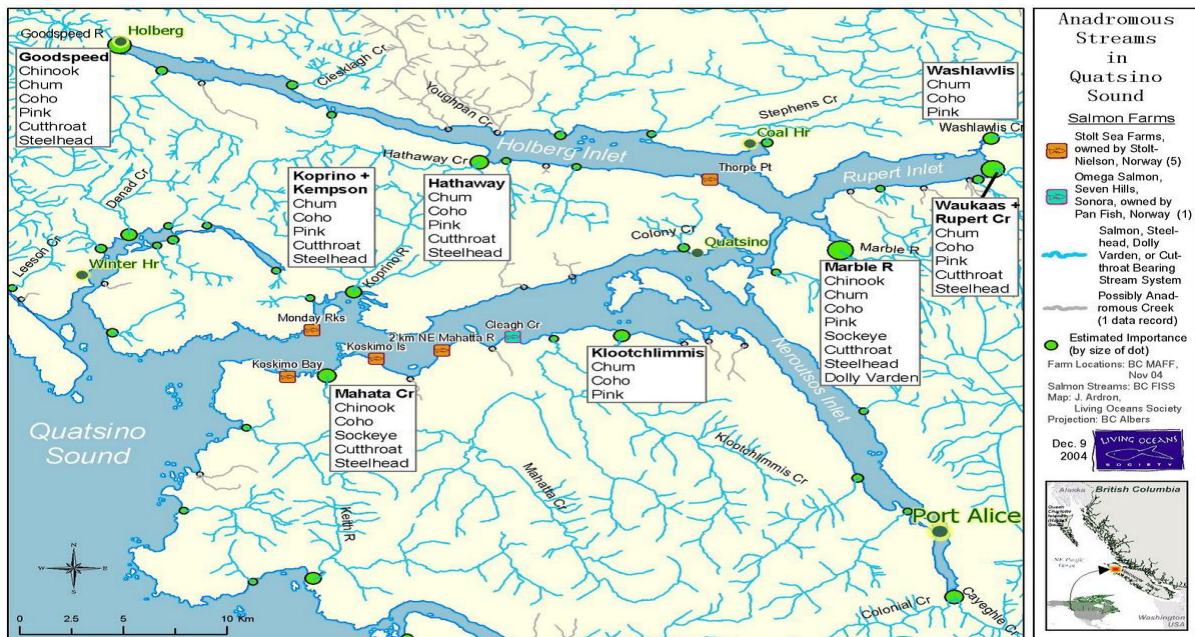 Goodspeed R
Holberg
Goodspeed
Chinook
Chum
Coho
Pink
Cutthroat
Steelhead
Clesklagh Cr
Youghpan Cr
Holberg Inlet
Stephens Cr
Coal Hr
Washlawlis
Chum
Coho
Pink
Washlawlis Cr
Hathaway Cr
Thorpe Pt
Rupert Inlet
Denad Cr
Koprino +
Kempson
Chum
Coho
Pink
Cutthroat
Steelhead
Hathaway
Chum
Coho
Pink
Cutthroat
Steelhead
Waukaas +
Rupert Cr
Chum
Coho
Pink
Cutthroat
Steelhead
Leeson Cr
Winter Hr
Koprino R
Colony Cr
Quatsino
Marble R
Marble R
Chinook
Chum
Coho
Pink
Sockeye
Cutthroat
Steelhead
Dolly Varden
Monday Rks
2 km NE Mahatta R
Cleagh Cr
Koskimo Is
Koskimo Bay
Klootchlimmis
Chum
Coho
Pink
Neroutsos Inlet
Mahata Cr
Chinook
Coho
Sockeye
Cutthroat
Steelhead
Quatsino
Sound
Klootchlimmis Cr
Mahatta Cr
Keith R
Port Alice
Colonial Cr
Cayeghle Cr
N
W
E
S
0 5 10 Km
Anadromous
Streams
in
Quatsino
Sound
Salmon Farms
Stolt Sea Farms,
owned by Stolt-
Nielson, Norway (5)
Omega Salmon,
Seven Hills,
Sonora, owned by
Pan Fish, Norway (1)
Salmon, Steel-
head, Dolly
Varden, or Cut-
throat Bearing
Stream System
Possibly Anad-
romous Creek
(1 data record)
Estimated Importance
(by size of dot)
Farm Locations: BC MAFF,
Nov 04
Salmon Streams: BC FISS
Map: J. Ardron,
Living Oceans Society
Projection: BC Albers
Dec. 9
2004
LIVING OCEANS
SOCIETY
Alaska
British Columbia
Queen
Charlotte
Islands
NE Pacific
Ocean
Washington
USA